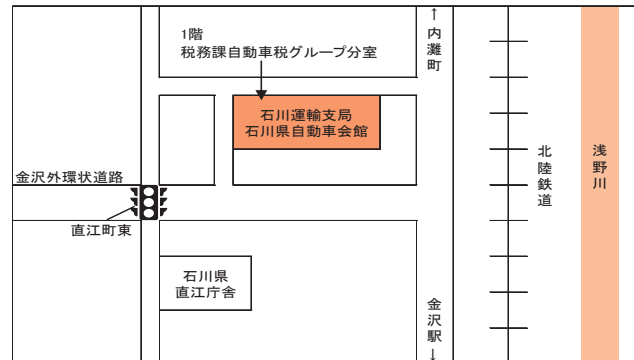 1階
税務課自動車税グループ分室
↑
内灘町
石川運輸支局
石川県自動車会館
北陸鉄道
浅野川
金沢外環状道路
直江町東
石川県
直江庁舎
金沢駅
↓